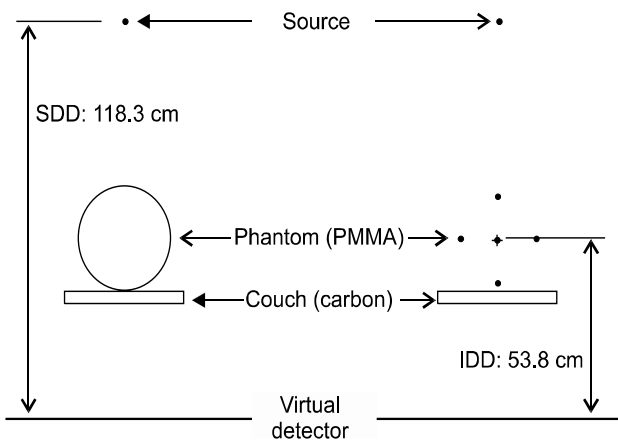 Source
SDD: 118.3 cm
Phantom (PMMA)
Couch (carbon)
IDD: 53.8 cm
Virtual
detector